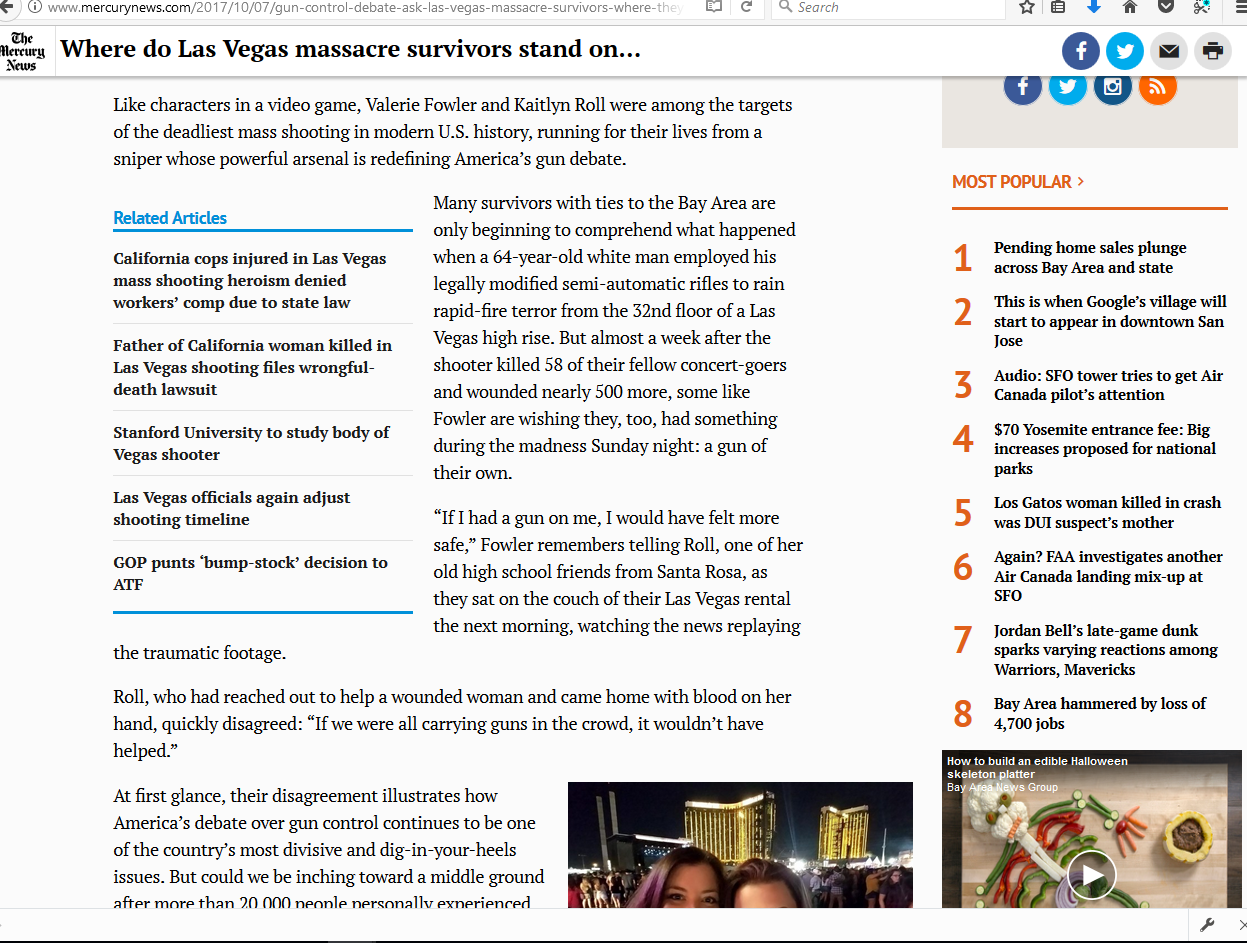 www.mercurynews.com/2017/10/07/gun-control-debate-ask-las-vegas-massacre-survivors-where-they
Search
The
Mercury
News
Where do Las Vegas massacre survivors stand on...
Like characters in a video game, Valerie Fowler and Kaitlyn Roll were among the targets
of the deadliest mass shooting in modern U.S. history, running for their lives from a
sniper whose powerful arsenal is redefining America’s gun debate.
Related Articles
California cops injured in Las Vegas
mass shooting heroism denied
workers’ comp due to state law
Father of California woman killed in
Las Vegas shooting files wrongful-
death lawsuit
Stanford University to study body of
Vegas shooter
Las Vegas officials again adjust
shooting timeline
GOP punts ‘bump-stock’ decision to
ATF
Many survivors with ties to the Bay Area are
only beginning to comprehend what happened
when a 64-year-old white man employed his
legally modified semi-automatic rifles to rain
rapid-fire terror from the 32nd floor of a Las
Vegas high rise. But almost a week after the
shooter killed 58 of their fellow concert-goers
and wounded nearly 500 more, some like
Fowler are wishing they, too, had something
during the madness Sunday night: a gun of
their own.
“If I had a gun on me, I would have felt more
safe,” Fowler remembers telling Roll, one of her
old high school friends from Santa Rosa, as
they sat on the couch of their Las Vegas rental
the next morning, watching the news replaying
the traumatic footage.
Roll, who had reached out to help a wounded woman and came home with blood on her
hand, quickly disagreed: “If we were all carrying guns in the crowd, it wouldn’t have
helped.”
At first glance, their disagreement illustrates how
America’s debate over gun control continues to be one
of the country’s most divisive and dig-in-your-heels
issues. But could we be inching toward a middle ground
after more than 20,000 people personally experienced
MOST POPULAR >
1 Pending home sales plunge
across Bay Area and state
2 This is when Google’s village will
start to appear in downtown San
Jose
3 Audio: SFO tower tries to get Air
Canada pilot’s attention
4 $70 Yosemite entrance fee: Big
increases proposed for national
parks
5 Los Gatos woman killed in crash
was DUI suspect’s mother
6 Again? FAA investigates another
Air Canada landing mix-up at
SFO
7 Jordan Bell’s late-game dunk
sparks varying reactions among
Warriors, Mavericks
8 Bay Area hammered by loss of
4,700 jobs
How to build an edible Halloween
skeleton platter
Bay Area News Group